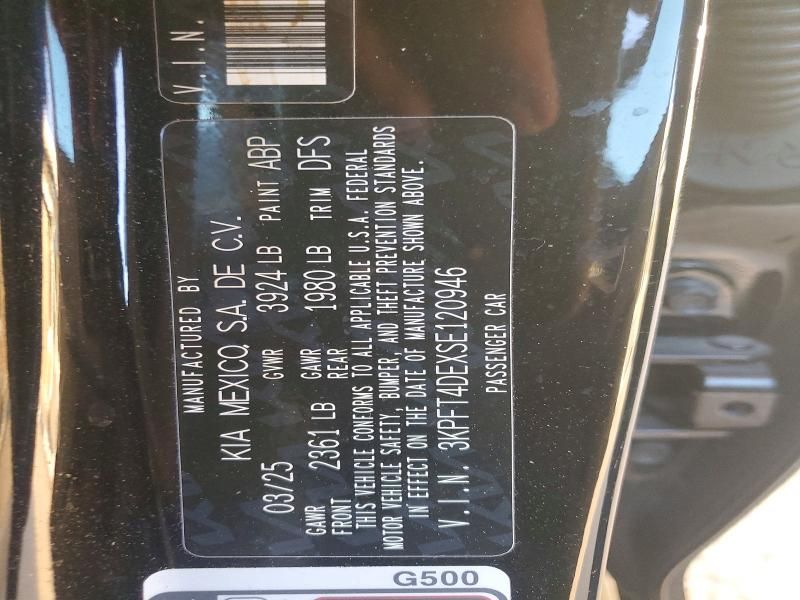 V.I.N.
MANUFACTURED BY
KIA MEXICO, S.A. DE C.V.
03/25 GVWR 3924 LB PAINT ABP
GAWR FRONT 2361 LB GAWR REAR 1980 LB TRIM DFS
THIS VEHICLE CONFORMS TO ALL APPLICABLE U.S.A. FEDERAL
MOTOR VEHICLE SAFETY, BUMPER, AND THEFT PREVENTION STANDARDS
IN EFFECT ON THE DATE OF MANUFACTURE SHOWN ABOVE.
V.I.N. 3KPFT4DEXSE120946
PASSENGER CAR
G500